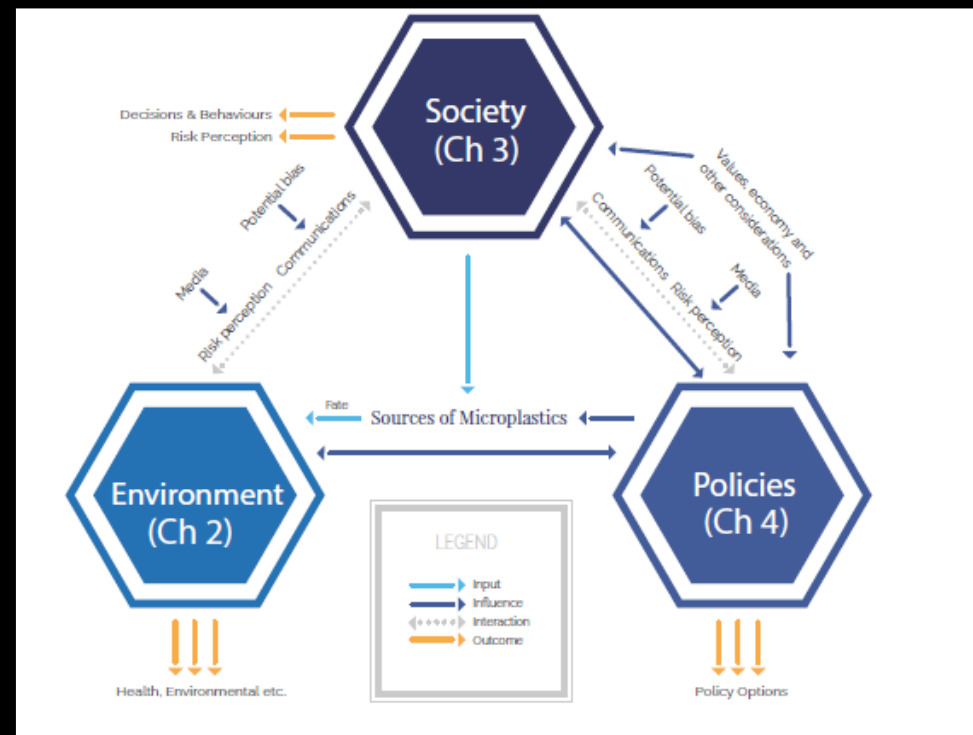 Society
(Ch 3)
Decisions & Behaviours
Risk Perception
Potential bias
Communications
Media
Risk perception
Values, economy and
other considerations
Potential bias
Communications
Media
Risk perception
Fate
Sources of Microplastics
Environment
(Ch 2)
Policies
(Ch 4)
LEGEND
Input
Influence
Interaction
Outcome
Health, Environmental etc.
Policy Options